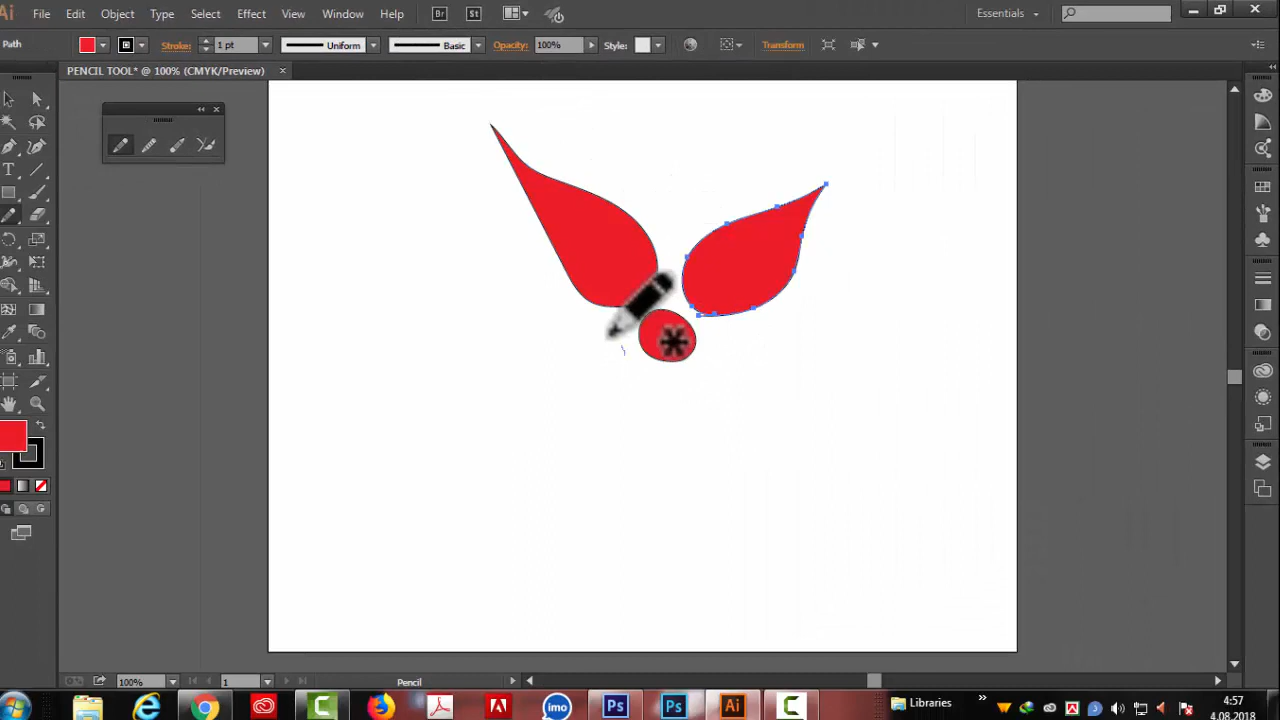 Ai File Edit Object Type Select Effect View Window Help Br St Essentials
Path Stroke: 1 pt Uniform Basic Opacity: 100% Style: Transform
PENCIL TOOL* @ 100% (CMYK/Preview)
T
100% 1 Pencil
imo Ps Ps Ai Libraries 4:57
4.08.2018